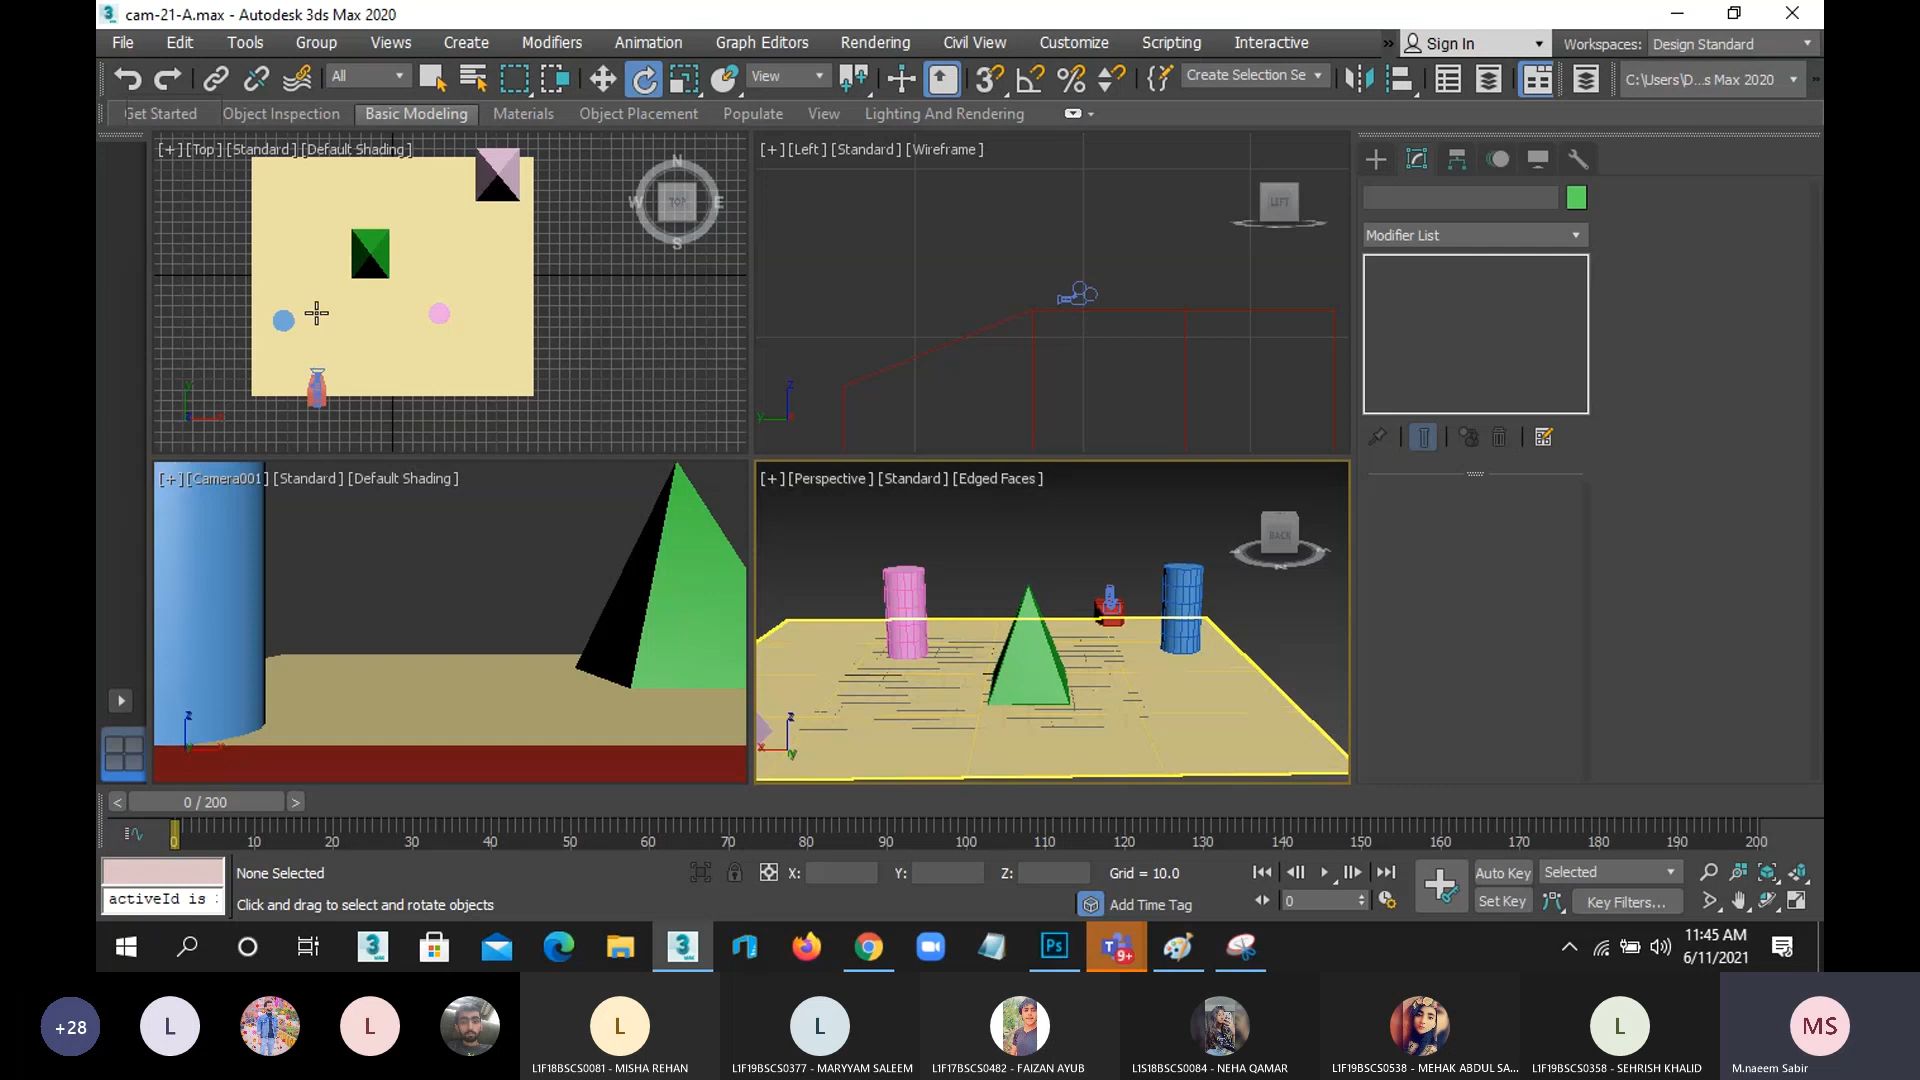 cam-21-A.max - Autodesk 3ds Max 2020
File Edit Tools Group Views Create Modifiers Animation Graph Editors Rendering Civil View Customize Scripting Interactive » Sign In Workspaces: Design Standard
All View Create Selection Se C:\Users\D...s Max 2020
Get Started Object Inspection Basic Modeling Materials Object Placement Populate View Lighting And Rendering
[+] [Top] [Standard] [Default Shading]
N W TOP E S
[+] [Left] [Standard] [Wireframe]
LEFT
Modifier List
[+] [Camera001] [Standard] [Default Shading]
[+] [Perspective] [Standard] [Edged Faces]
BACK
< 0 / 200 >
0 10 20 30 40 50 60 70 80 90 100 110 120 130 140 150 160 170 180 190 200
None Selected X: Y: Z: Grid = 10.0 Auto Key Selected
activeId is : Click and drag to select and rotate objects Add Time Tag 0 Set Key Key Filters...
11:45 AM
6/11/2021
+28 L L L L L MS
L1F18BSCS0081 - MISHA REHAN
L1F19BSCS0377 - MARYYAM SALEEM
L1F17BSCS0482 - FAIZAN AYUB
L1S18BSCS0084 - NEHA QAMAR
L1F19BSCS0538 - MEHAK ABDUL SA...
L1F19BSCS0358 - SEHRISH KHALID
M.naeem Sabir